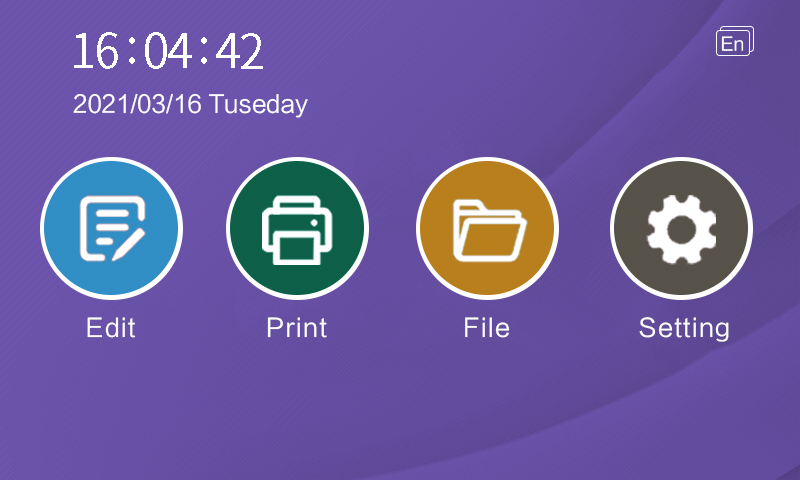 16:04:42
En
2021/03/16 Tuseday
Edit
Print
File
Setting